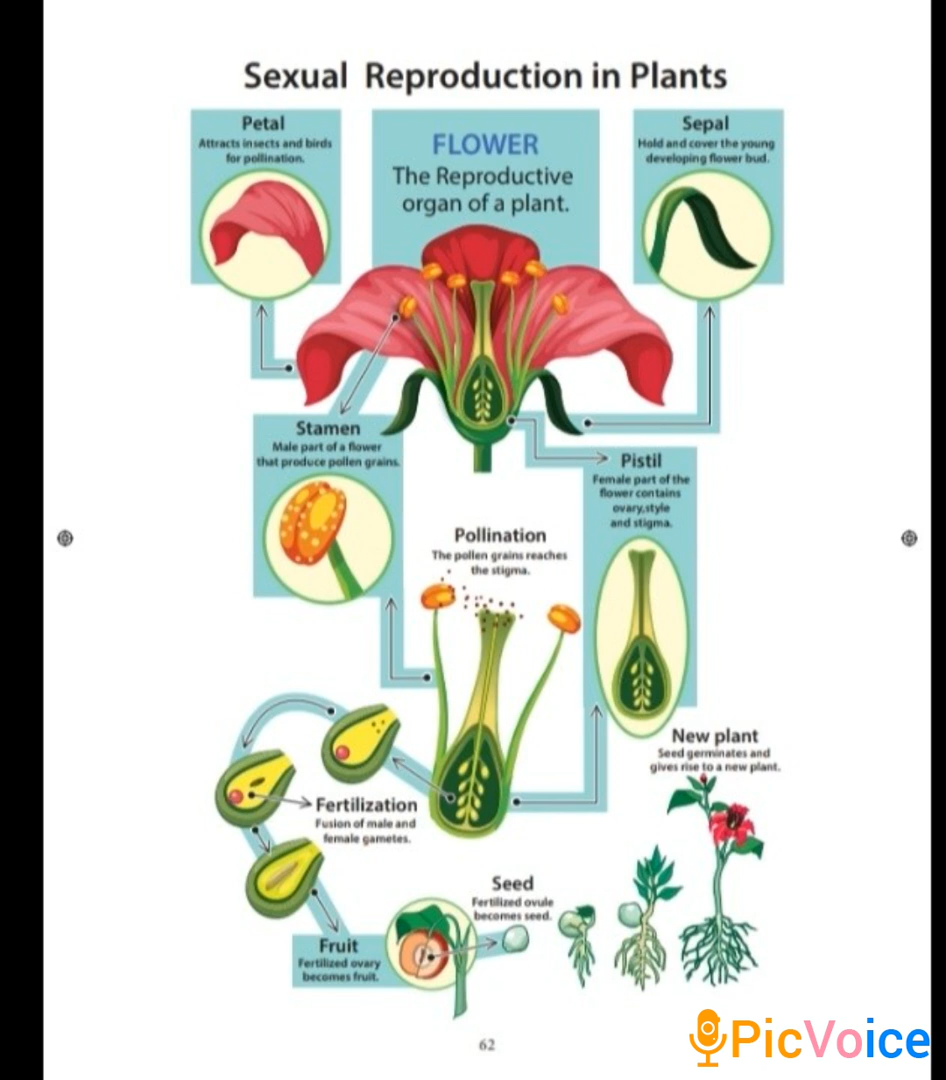 Sexual Reproduction in Plants
Petal
Attracts insects and birds
for pollination.
FLOWER
The Reproductive
organ of a plant.
Sepal
Hold and cover the young
developing flower bud.
Stamen
Male part of a flower
that produce pollen grains.
Pistil
Female part of the
flower contains
ovary,style
and stigma.
Pollination
The pollen grains reaches
the stigma.
New plant
Seed germinates and
gives rise to a new plant.
Fertilization
Fusion of male and
female gametes.
Seed
Fertilized ovule
becomes seed.
Fruit
Fertilized ovary
becomes fruit.
62
PicVoice